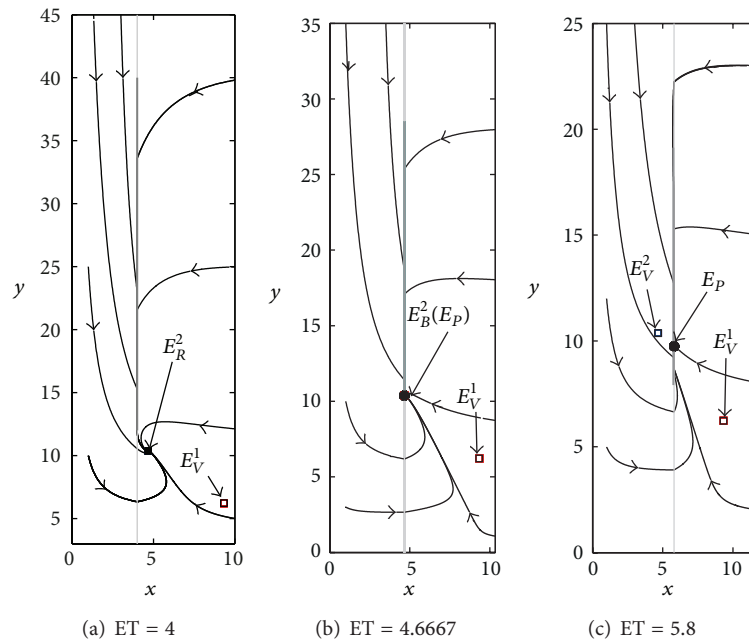 45
40
35
30
25
20
15
10
5
y
0
5
10
x
E_R^2
E_V^1
(a) ET = 4
35
30
25
20
15
10
5
0
y
0
5
10
x
E_B^2(E_P)
E_V^1
(b) ET = 4.6667
25
20
15
10
5
0
y
0
5
10
x
E_V^2
E_P
E_V^1
(c) ET = 5.8